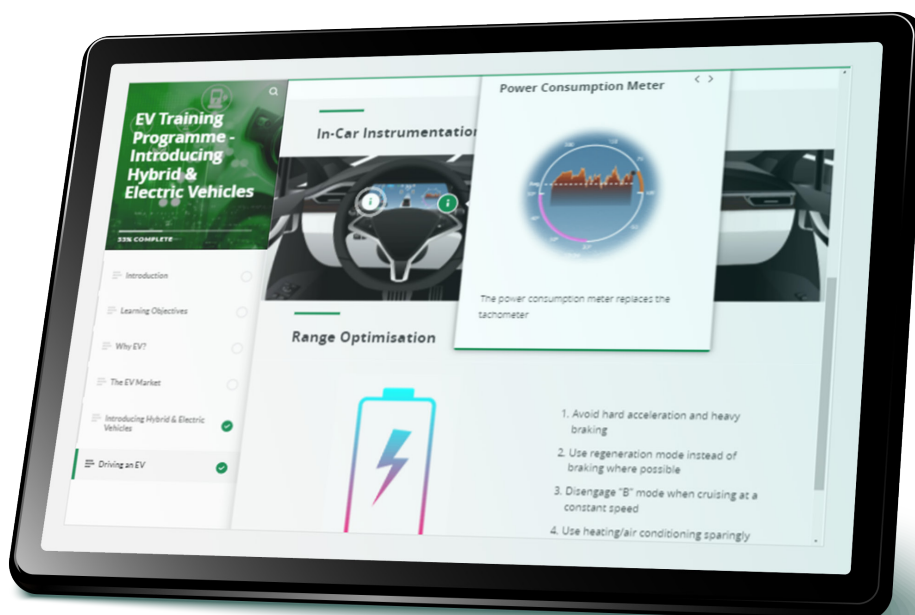 EV Training
Programme -
Introducing
Hybrid &
Electric Vehicles
33% COMPLETE
Introduction
Learning Objectives
Why EV?
The EV Market
Introducing Hybrid & Electric
Vehicles
Driving an EV
In-Car Instrumentation
Power Consumption Meter
The power consumption meter replaces the
tachometer
Range Optimisation
1. Avoid hard acceleration and heavy
braking
2. Use regeneration mode instead of
braking where possible
3. Disengage "B" mode when cruising at a
constant speed
4. Use heating/air conditioning sparingly